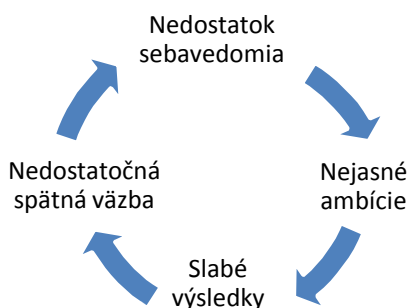 Nedostatok
sebavedomia
Nejasné
ambície
Slabé
výsledky
Nedostatočná
spätná väzba